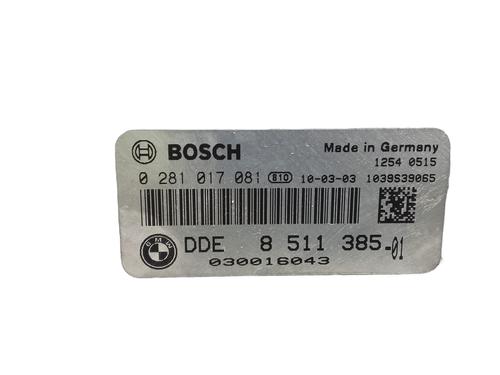 BOSCH
Made in Germany
1254 0515
0 281 017 081 810 10-03-03 1039S39065
BMW DDE 8 511 385-01
030016043